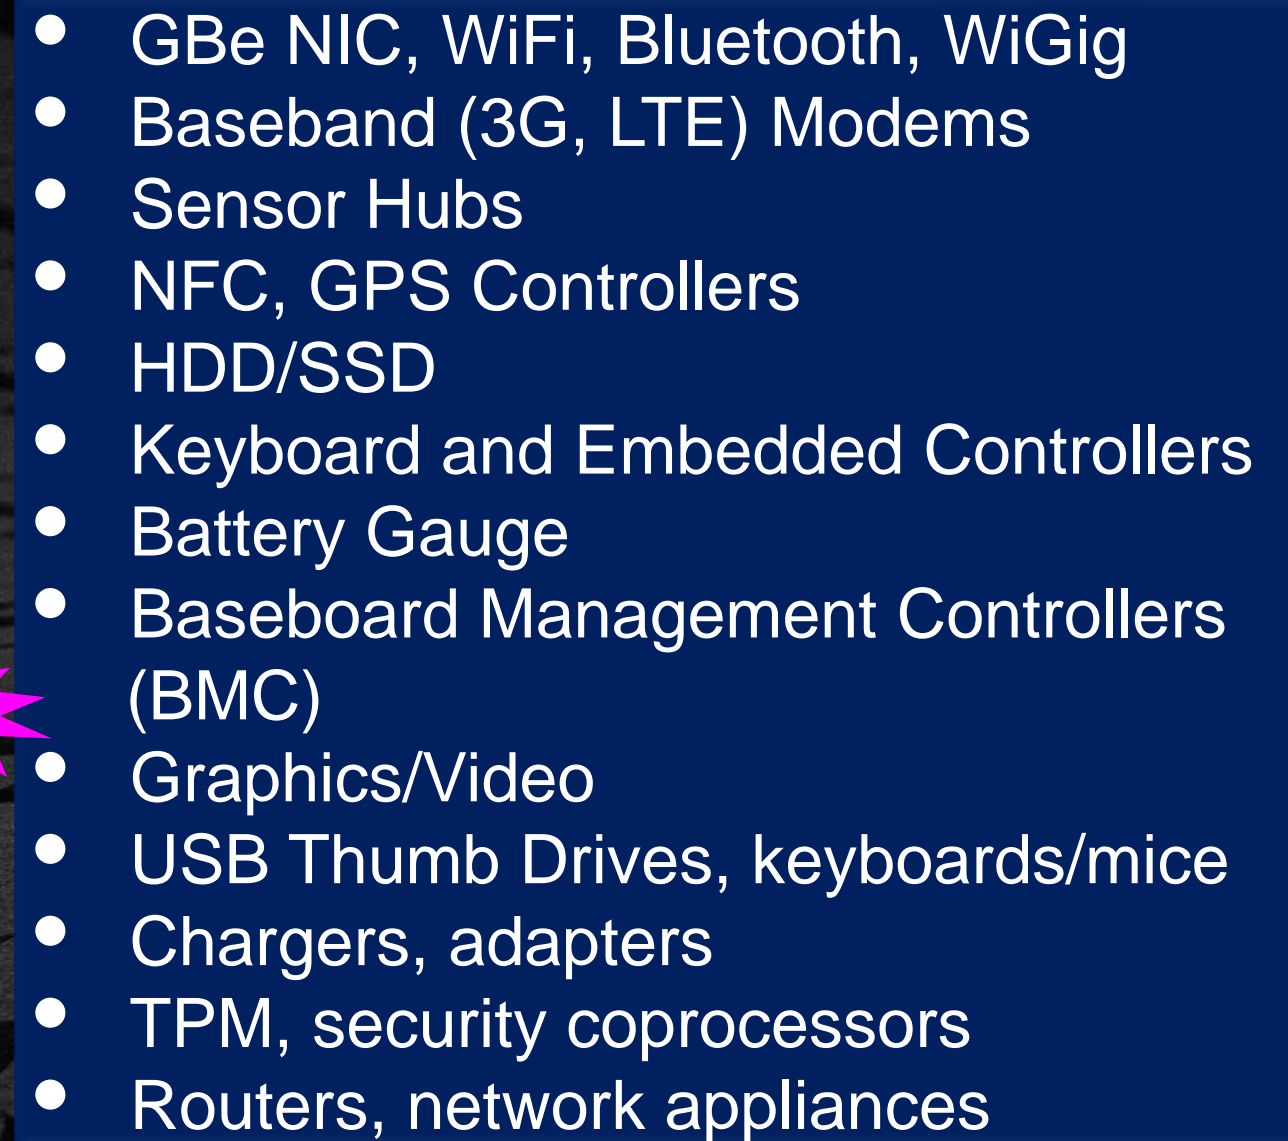 • GBe NIC, WiFi, Bluetooth, WiGig
• Baseband (3G, LTE) Modems
• Sensor Hubs
• NFC, GPS Controllers
• HDD/SSD
• Keyboard and Embedded Controllers
• Battery Gauge
• Baseboard Management Controllers
(BMC)
• Graphics/Video
• USB Thumb Drives, keyboards/mice
• Chargers, adapters
• TPM, security coprocessors
• Routers, network appliances